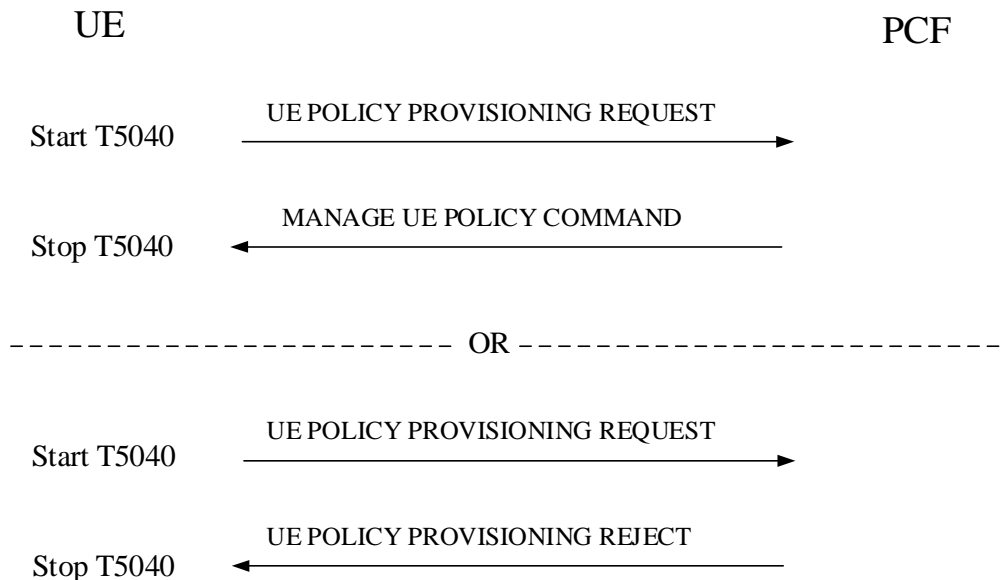 UE PCF
UE POLICY PROVISIONING REQUEST
Start T5040
MANAGE UE POLICY COMMAND
Stop T5040
OR
UE POLICY PROVISIONING REQUEST
Start T5040
UE POLICY PROVISIONING REJECT
Stop T5040